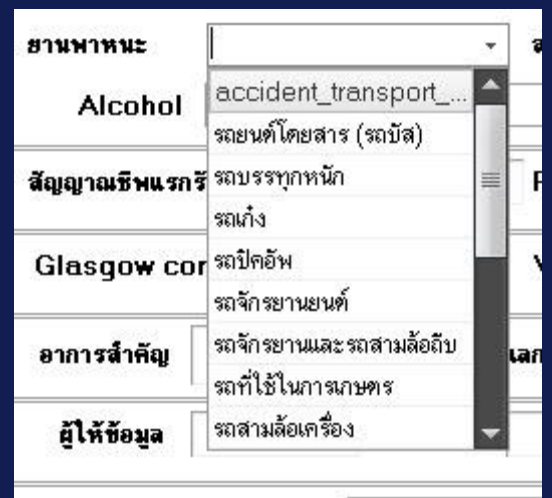 ยานพาหนะ
accident_transport_...
Alcohol
รถยนต์โดยสาร (รถบัส)
สัญญาณชีพแรกรั
รถบรรทุกหนัก
รถเก๋ง
Glasgow cor
รถปิคอัพ
รถจักรยานยนต์
อาการสำคัญ
รถจักรยานและรถสามล้อถีบ
รถที่ใช้ในการเกษตร
ผู้ให้ข้อมูล
รถสามล้อเครื่อง